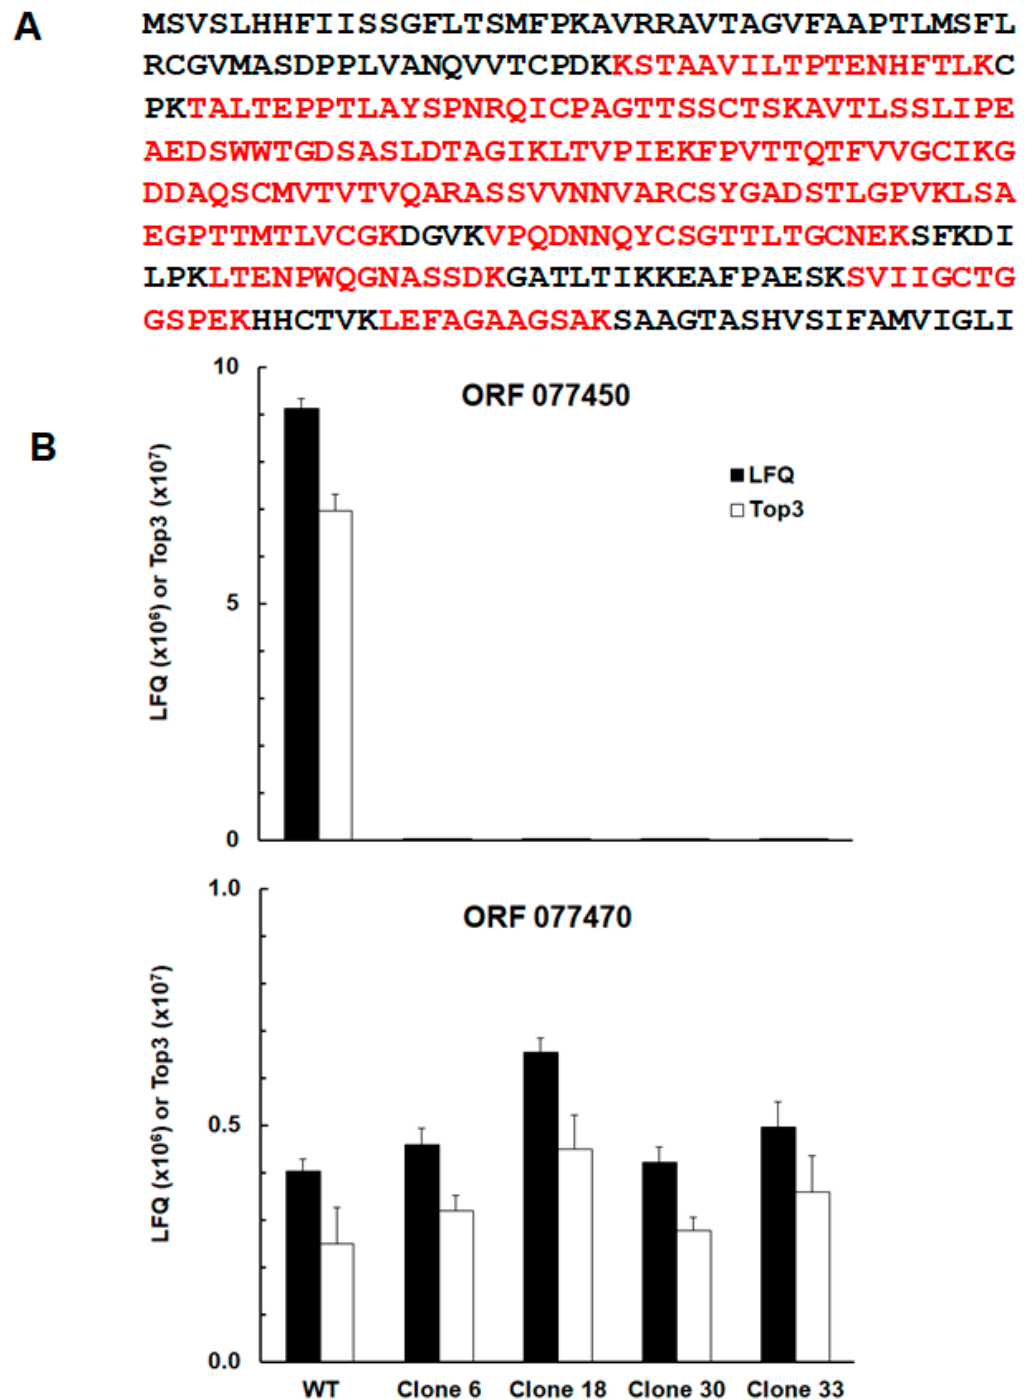 A
MSVSLHHFIISSGFLTSMFPKAVRRAVTAGVFAAPTLMSFL
RCGVMASDPPLVANQVVTCPDKKSTAAVILTPTENHFTLKC
PKTALTEPPTLAYSPNRQICPAGTTSSCTSKAVTLSSLIPE
AEDSWWTGDSASLDTAGIKLTVPIEKFPVTTQTFVVGCIKG
DDAQSCMVTVTVQARASSVVNNVARCSYGADSTLGPVKLSA
EGPTTMTLVCGKDGVKVPQDNNQYCSGTTLTGCNEKSFKDI
LPKLTENPWQGNASSDKGATLTIKKEAFPAESKSVIIGCTG
GSPEKHHCTVKLEFAGAAGSAKSAAGTASHVSIFAMVIGLI
B
ORF 077450
LFQ
Top3
LFQ (x10⁶) or Top3 (x10⁷)
10
5
0
ORF 077470
LFQ (x10⁶) or Top3 (x10⁷)
1.0
0.5
0.0
WT Clone 6 Clone 18 Clone 30 Clone 33